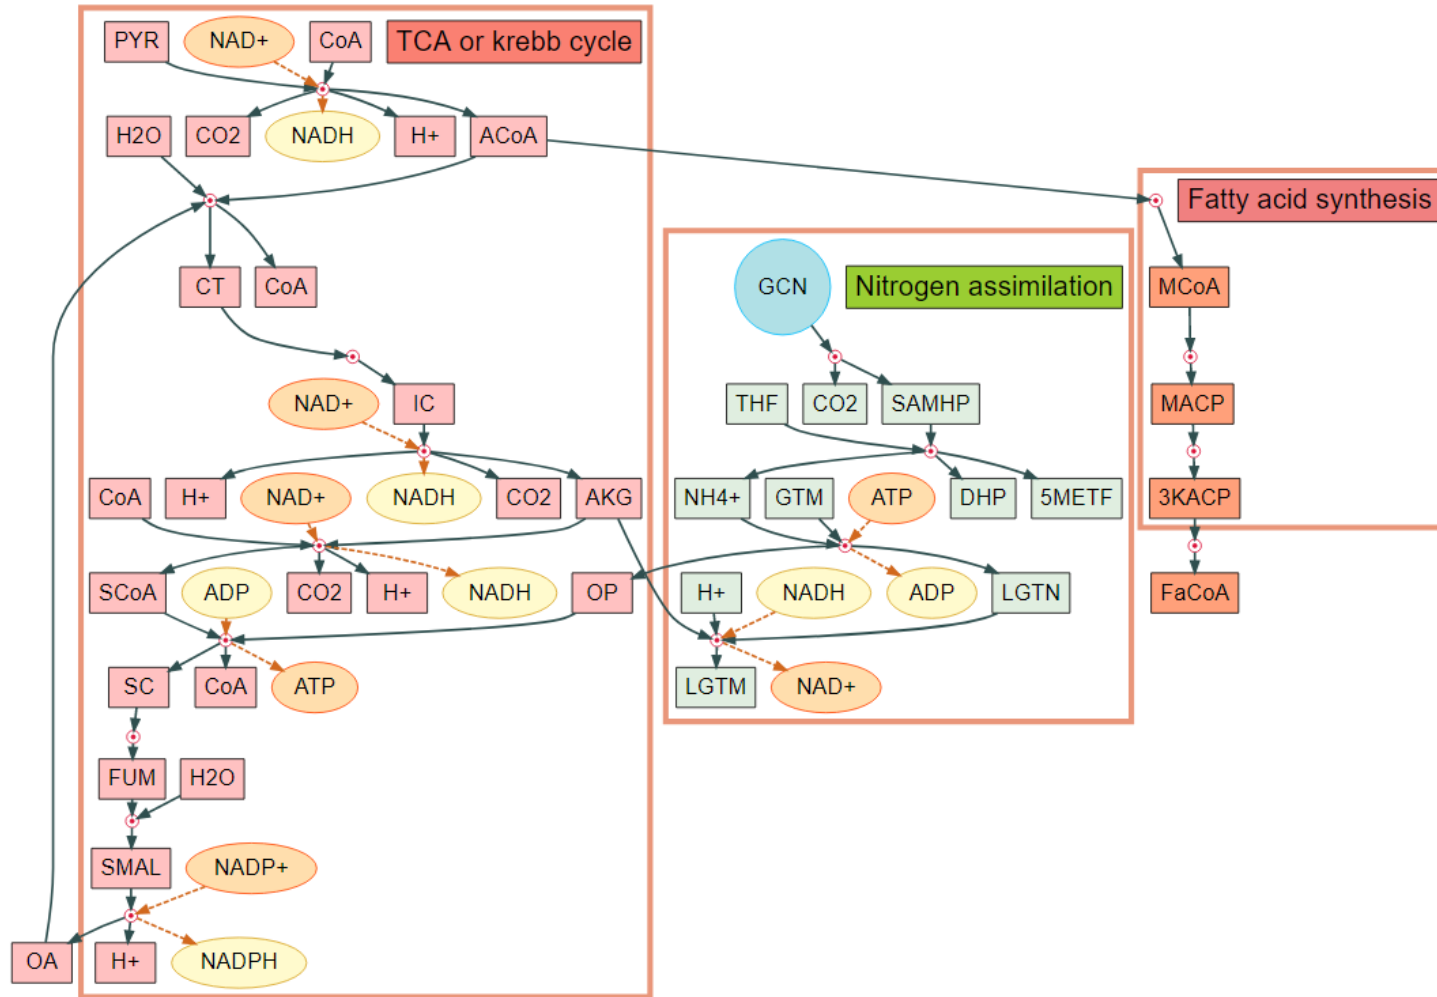 PYR NAD+ CoA TCA or krebb cycle
H2O CO2 NADH H+ ACoA
Fatty acid synthesis
CT CoA GCN Nitrogen assimilation MCoA
NAD+ IC THF CO2 SAMHP MACP
CoA H+ NAD+ NADH CO2 AKG NH4+ GTM ATP DHP 5METF 3KACP
SCoA ADP CO2 H+ NADH OP H+ NADH ADP LGTN FaCoA
SC CoA ATP LGTM NAD+
FUM H2O
SMAL NADP+
OA H+ NADPH